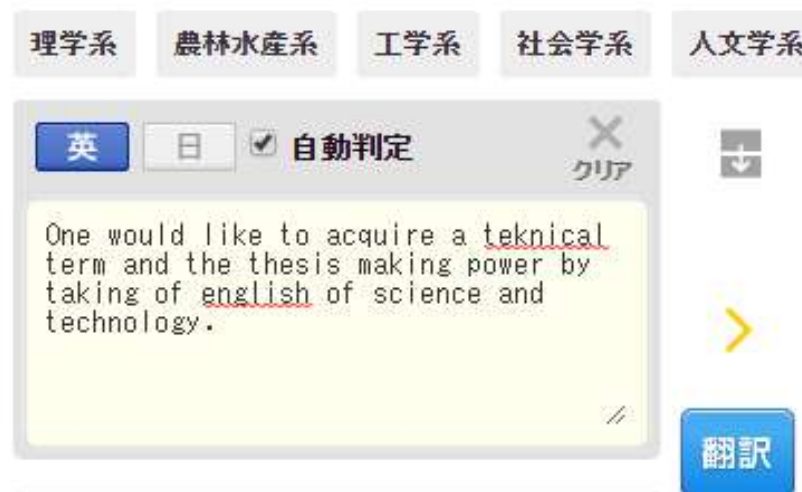 理学系 農林水産系 工学系 社会学系 人文学系
英 日 自動判定 クリア
One would like to acquire a teknical
term and the thesis making power by
taking of english of science and
technology.
翻訳